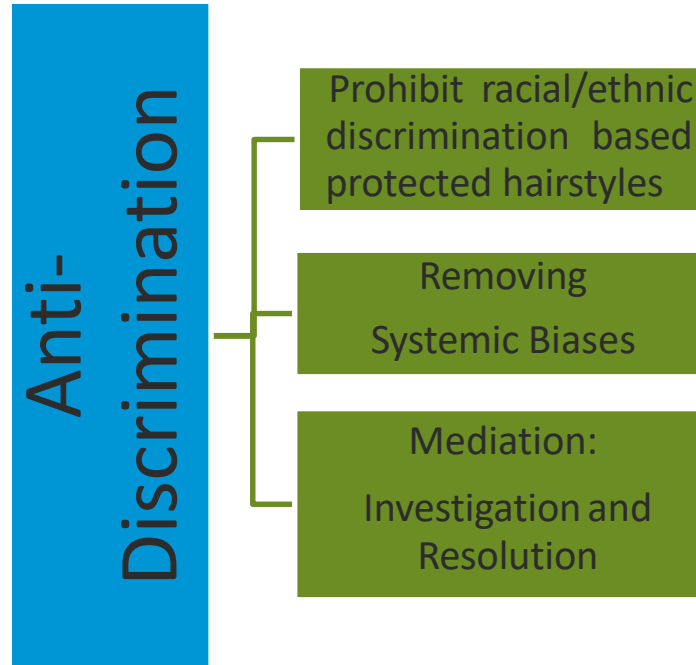 Anti-
Discrimination
Prohibit racial/ethnic
discrimination based
protected hairstyles
Removing
Systemic Biases
Mediation:
Investigation and
Resolution